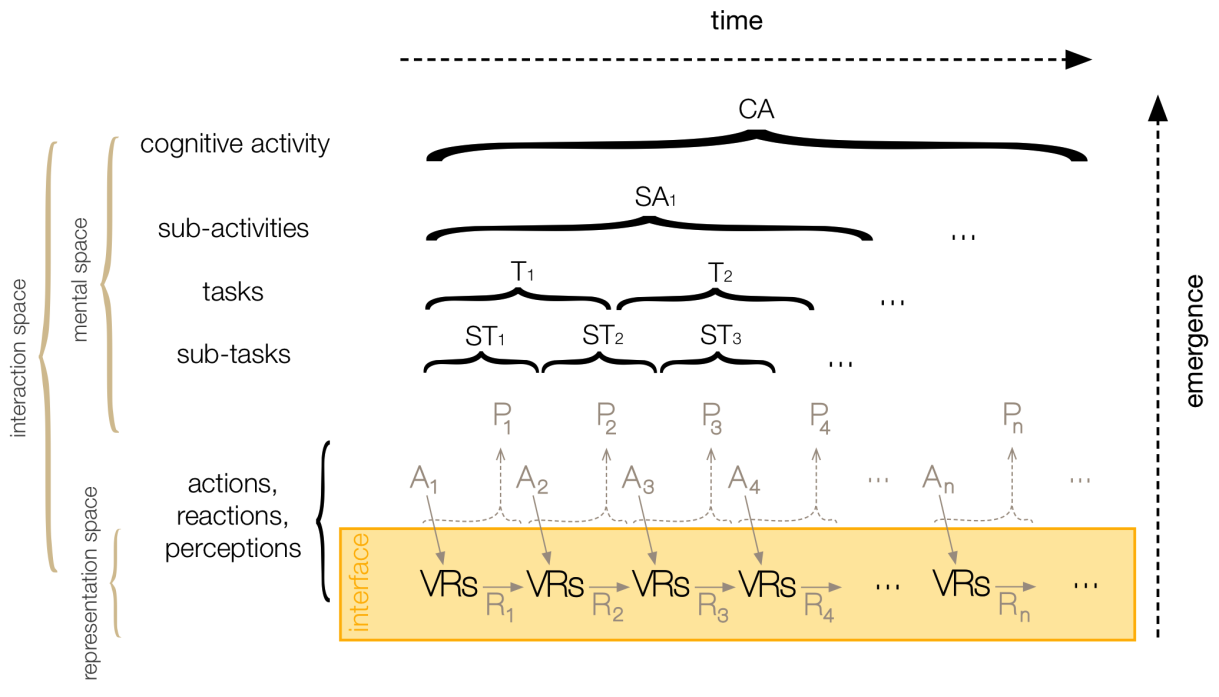 time
CA
cognitive activity
SA1
sub-activities
...
T1 T2
tasks
...
ST1 ST2 ST3
sub-tasks
...
P1 P2 P3 P4 Pn
A1 A2 A3 A4 ... An ...
actions,
reactions,
perceptions
VRs VRs VRs VRs ... VRs ...
R1 R2 R3 R4 Rn
interface
interaction space
mental space
representation space
emergence